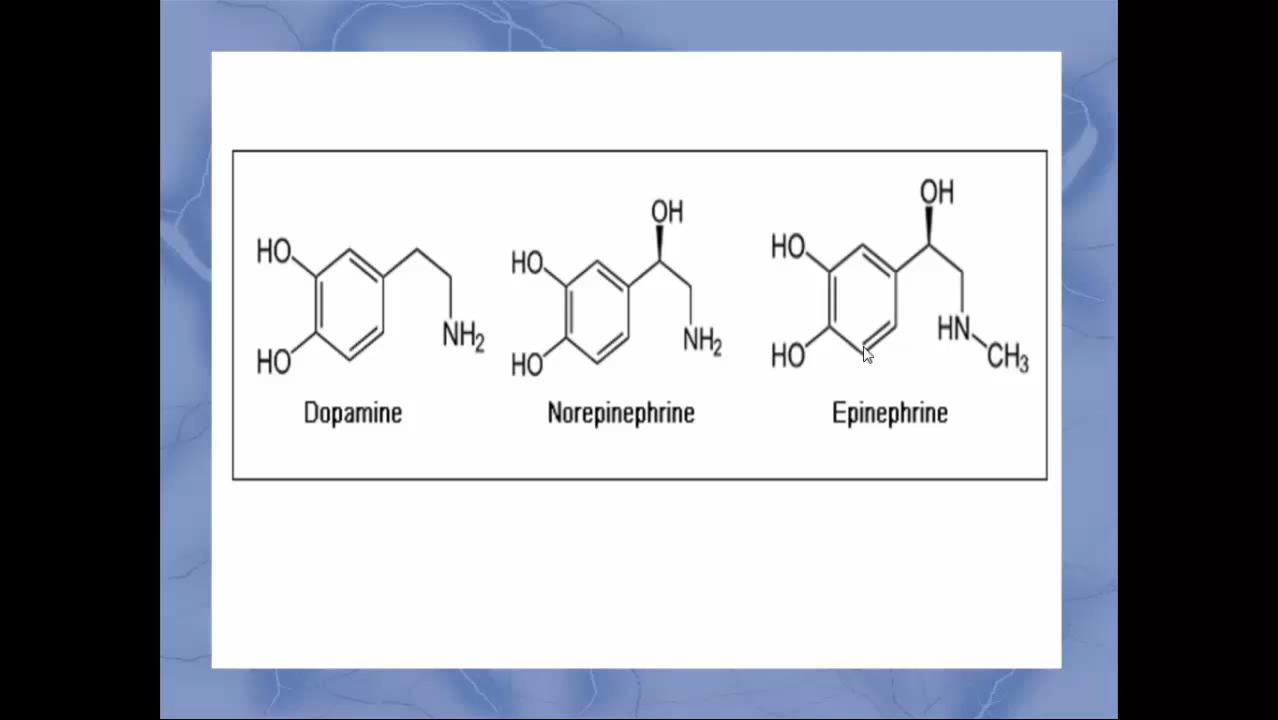 HO
HO
NH2
Dopamine
OH
HO
HO
NH2
Norepinephrine
OH
HO
HO
HN
CH3
Epinephrine